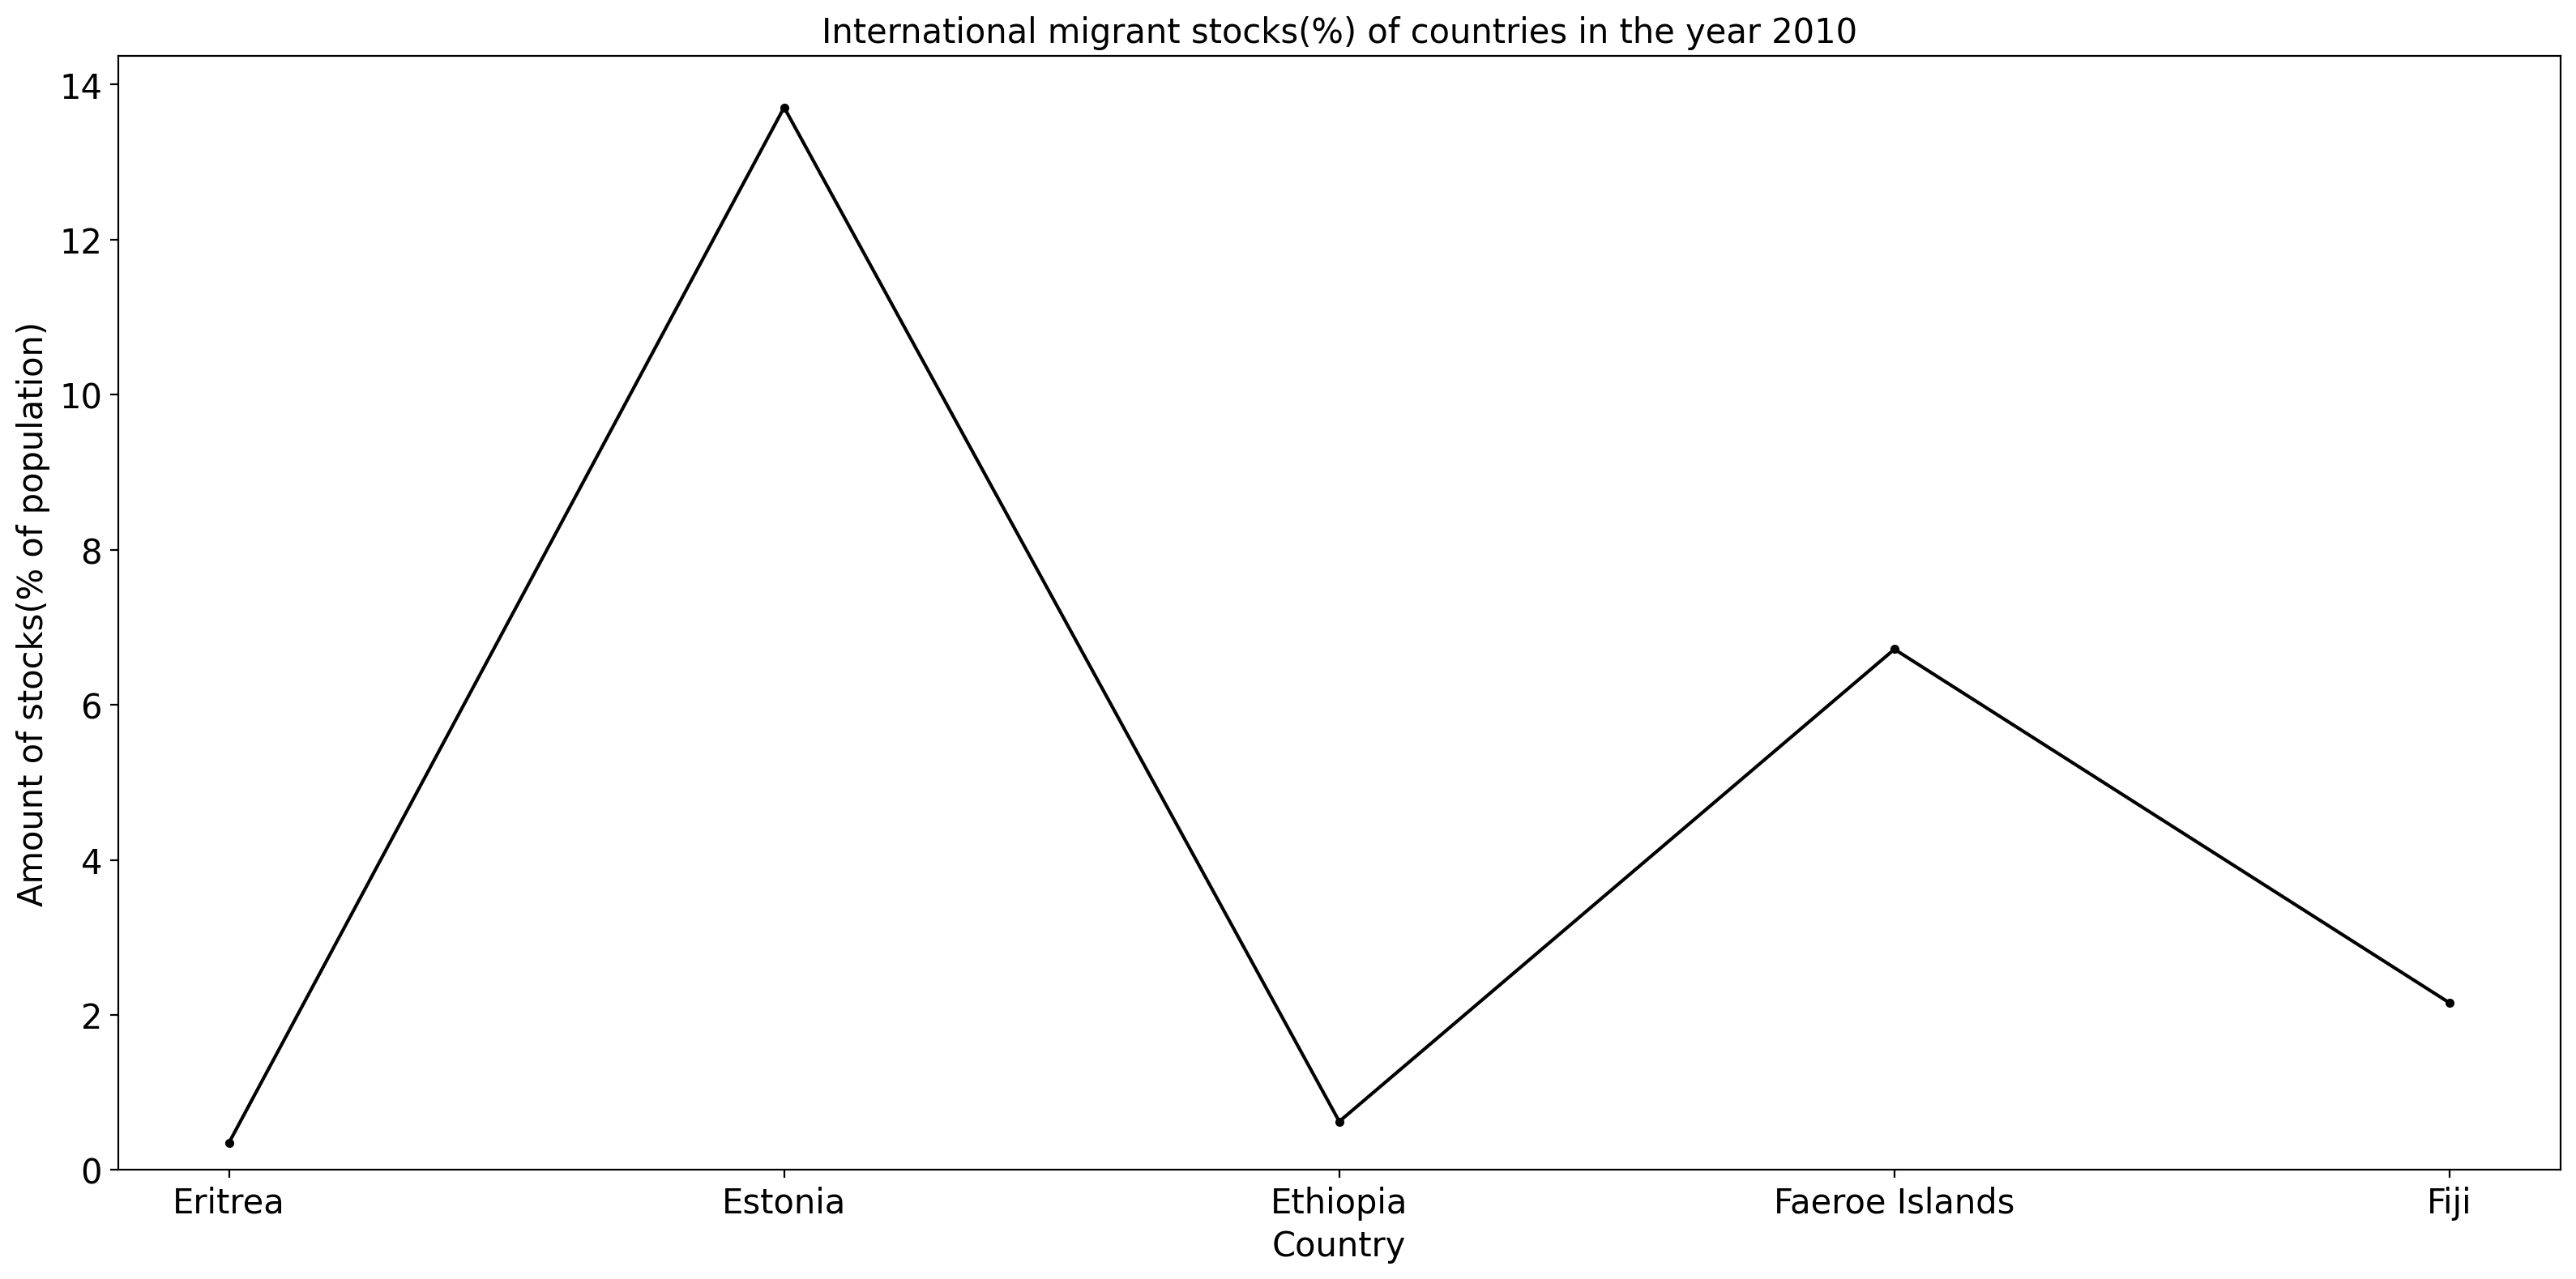 International migrant stocks(%) of countries in the year 2010
Amount of stocks(% of population)
14
12
10
8
6
4
2
0
Eritrea
Estonia
Ethiopia
Faeroe Islands
Fiji
Country